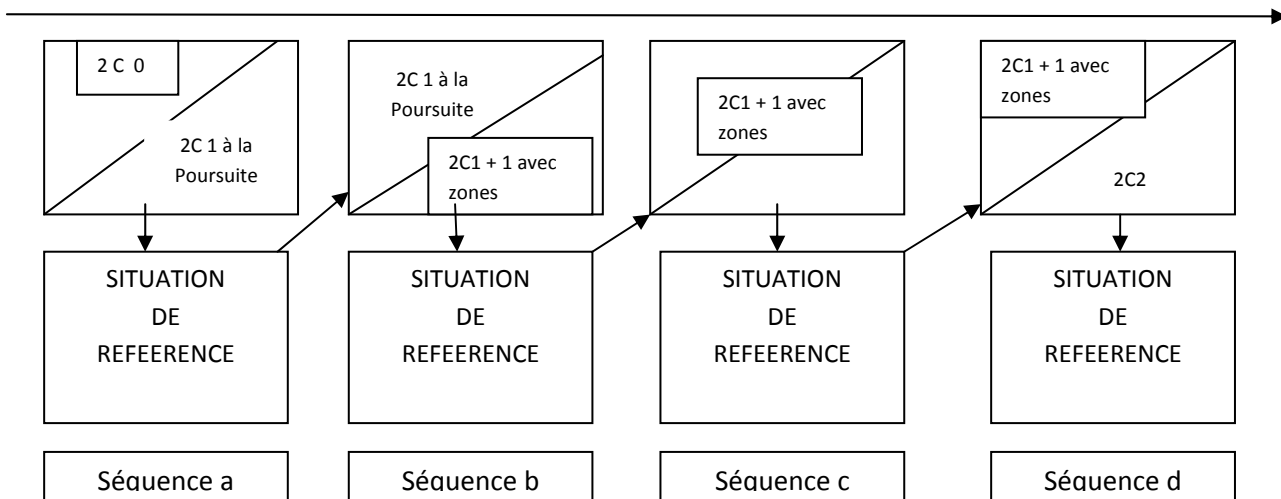 2 C 0
2C 1 à la
Poursuite
2C 1 à la
Poursuite
2C1 + 1 avec
zones
2C1 + 1 avec
zones
2C1 + 1 avec
zones
2C2
SITUATION
DE
REFEERENCE
SITUATION
DE
REFEERENCE
SITUATION
DE
REFEERENCE
SITUATION
DE
REFEERENCE
Séquence a
Séquence b
Séquence c
Séquence d